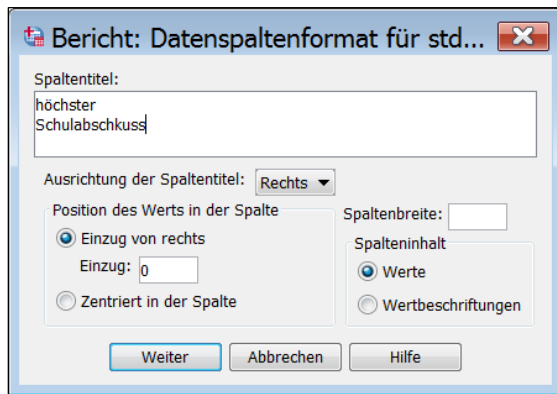 Bericht: Datenspaltenformat für std...
Spaltentitel:
höchster
Schulabschkuss
Ausrichtung der Spaltentitel: Rechts
Position des Werts in der Spalte
Spaltenbreite:
Einzug von rechts
Einzug: 0
Zentriert in der Spalte
Spalteninhalt
Werte
Wertbeschriftungen
Weiter Abbrechen Hilfe